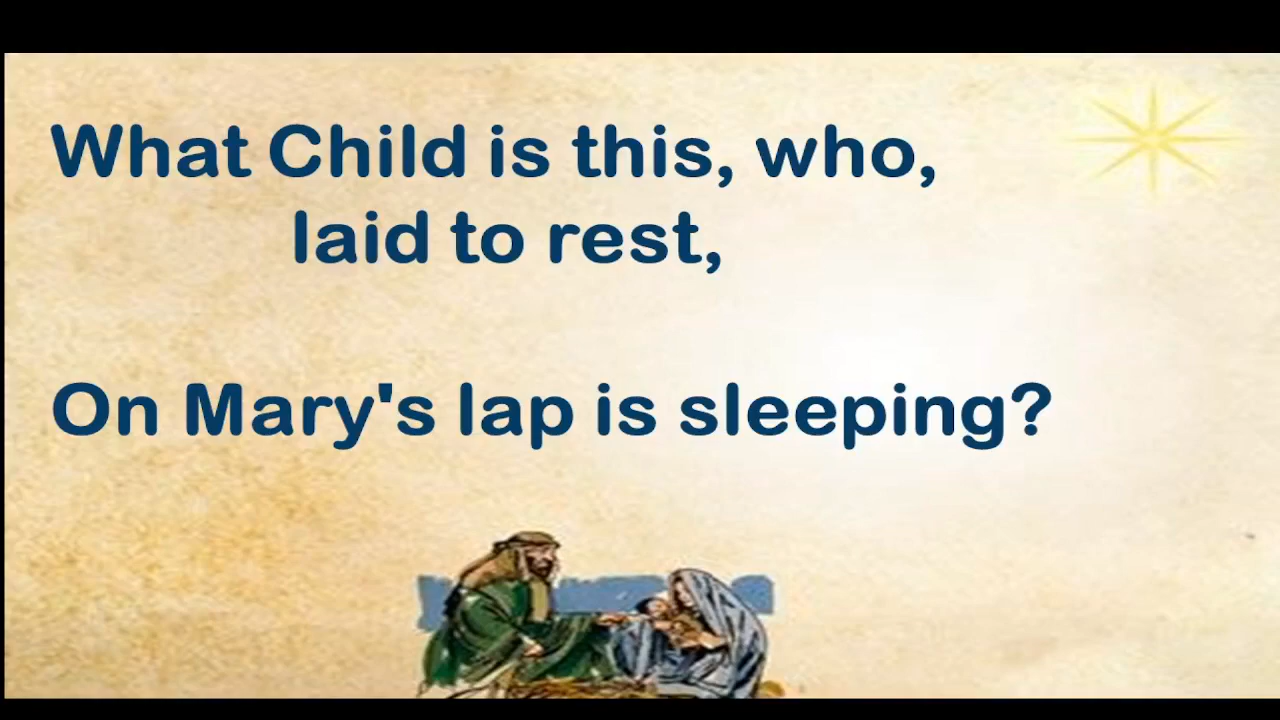 What Child is this, who,
laid to rest,
On Mary's lap is sleeping?